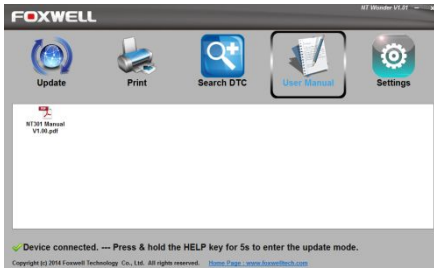 FOXWELL
NT Wonder V1.01
Update
Print
Search DTC
User Manual
Settings
NT301 Manual
V1.00.pdf
Device connected. --- Press & hold the HELP key for 5s to enter the update mode.
Copyright (c) 2014 Foxwell Technology Co., Ltd. All rights reserved. Home Page : www.foxwelltech.com